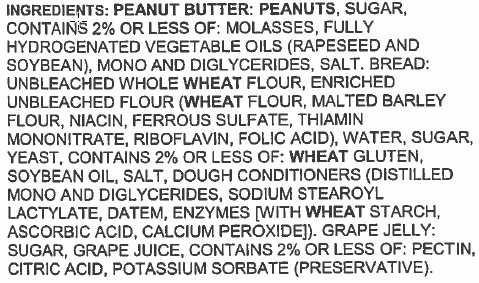 INGREDIENTS: PEANUT BUTTER: PEANUTS, SUGAR,
CONTAINS 2% OR LESS OF: MOLASSES, FULLY
HYDROGENATED VEGETABLE OILS (RAPESEED AND
SOYBEAN), MONO AND DIGLYCERIDES, SALT. BREAD:
UNBLEACHED WHOLE WHEAT FLOUR, ENRICHED
UNBLEACHED FLOUR (WHEAT FLOUR, MALTED BARLEY
FLOUR, NIACIN, FERROUS SULFATE, THIAMIN
MONONITRATE, RIBOFLAVIN, FOLIC ACID), WATER, SUGAR,
YEAST, CONTAINS 2% OR LESS OF: WHEAT GLUTEN,
SOYBEAN OIL, SALT, DOUGH CONDITIONERS (DISTILLED
MONO AND DIGLYCERIDES, SODIUM STEAROYL
LACTYLATE, DATEM, ENZYMES [WITH WHEAT STARCH,
ASCORBIC ACID, CALCIUM PEROXIDE]). GRAPE JELLY:
SUGAR, GRAPE JUICE, CONTAINS 2% OR LESS OF: PECTIN,
CITRIC ACID, POTASSIUM SORBATE (PRESERVATIVE).